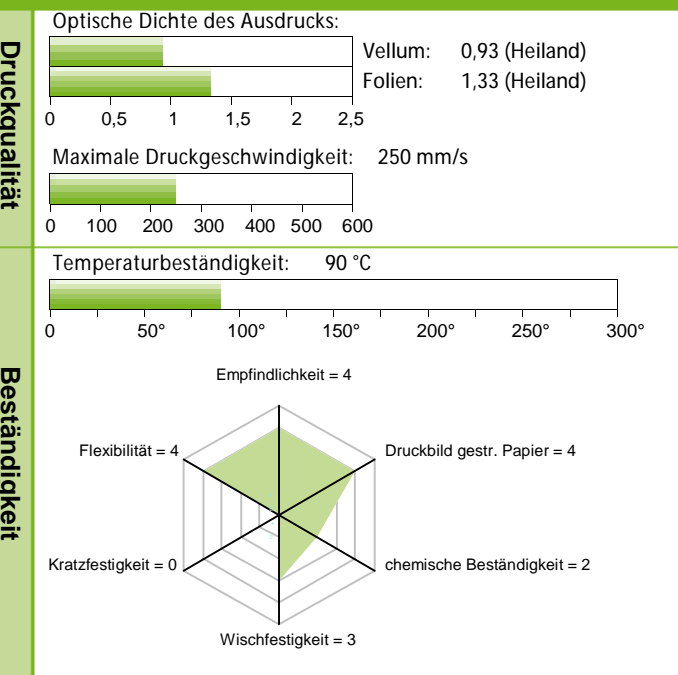 Druckqualität
Optische Dichte des Ausdrucks:
Vellum: 0,93 (Heiland)
Folien: 1,33 (Heiland)
0 0,5 1 1,5 2 2,5
Maximale Druckgeschwindigkeit: 250 mm/s
0 100 200 300 400 500 600
Beständigkeit
Temperaturbeständigkeit: 90 °C
0 50° 100° 150° 200° 250° 300°
Empfindlichkeit = 4
Flexibilität = 4
Druckbild gestr. Papier = 4
Kratzfestigkeit = 0
chemische Beständigkeit = 2
Wischfestigkeit = 3